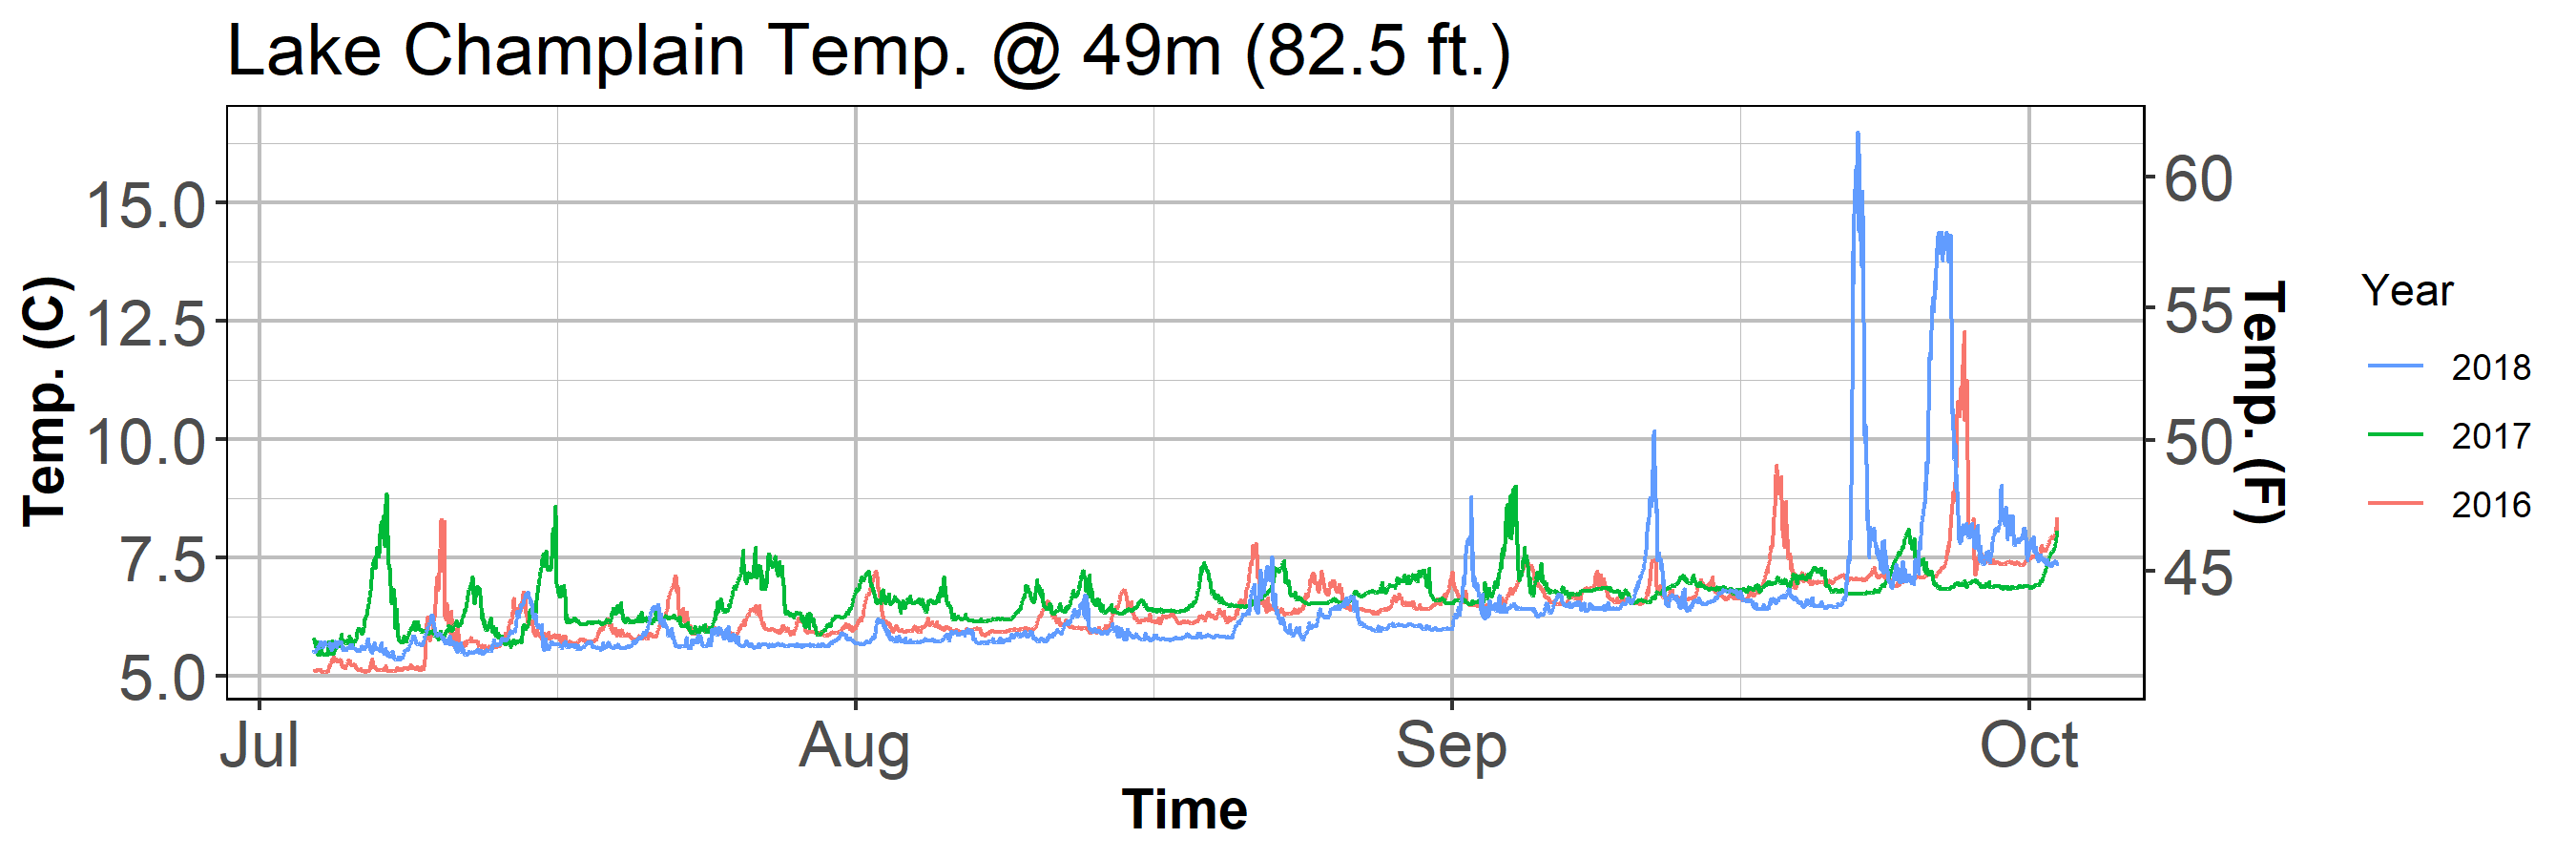 Lake Champlain Temp. @ 49m (82.5 ft.)
Temp. (C)
15.0
12.5
10.0
7.5
5.0
60
55
50
45
Temp. (F)
Jul Aug Sep Oct
Time
Year
2018
2017
2016